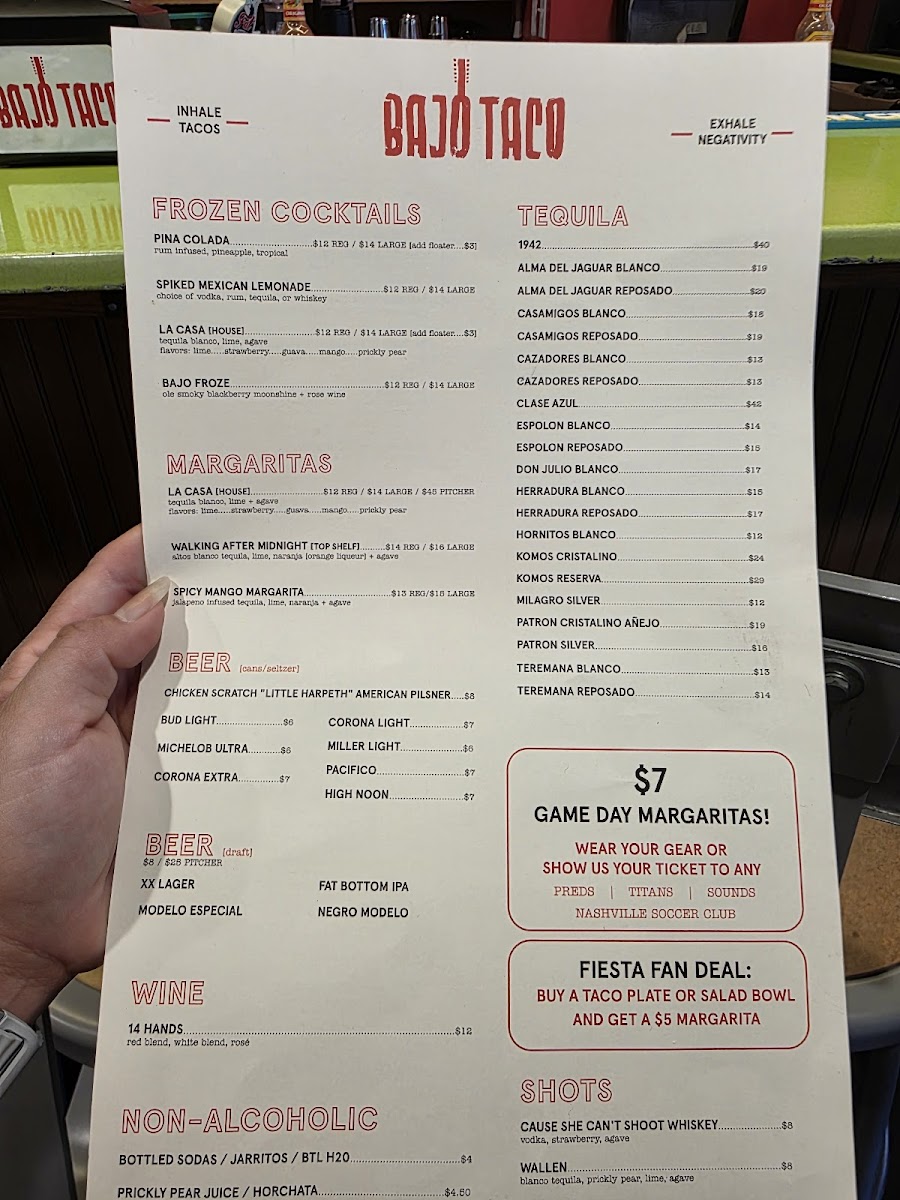 BAJO TACO
INHALE
TACOS
BAJO TACO
EXHALE
NEGATIVITY
FROZEN COCKTAILS
PINA COLADA.....$12 REG / $14 LARGE [add floater....$3]
rum infused, pineapple, tropical
SPIKED MEXICAN LEMONADE.....$12 REG / $14 LARGE
choice of vodka, rum, tequila, or whiskey
LA CASA [HOUSE].....$12 REG / $14 LARGE [add floater....$3]
tequila blanco, lime, agave
flavors: lime.....strawberry.....guava.....mango.....prickly pear
BAJO FROZE.....$12 REG / $14 LARGE
ole smoky blackberry moonshine + rose wine
MARGARITAS
LA CASA [HOUSE].....$12 REG / $14 LARGE / $45 PITCHER
tequila blanco, lime + agave
flavors: lime.....strawberry.....guava.....mango.....prickly pear
WALKING AFTER MIDNIGHT [TOP SHELF].....$14 REG / $16 LARGE
altos blanco tequila, lime, naranja [orange liqueur] + agave
SPICY MANGO MARGARITA.....$13 REG/$15 LARGE
jalapeno infused tequila, lime, naranja + agave
BEER [cans/seltzer]
CHICKEN SCRATCH "LITTLE HARPETH" AMERICAN PILSNER.....$8
BUD LIGHT.....$6
MICHELOB ULTRA.....$6
CORONA EXTRA.....$7
CORONA LIGHT.....$7
MILLER LIGHT.....$6
PACIFICO.....$7
HIGH NOON.....$7
BEER [draft]
$8 / $25 PITCHER
XX LAGER
MODELO ESPECIAL
FAT BOTTOM IPA
NEGRO MODELO
WINE
14 HANDS.....$12
red blend, white blend, rosé
NON-ALCOHOLIC
BOTTLED SODAS / JARRITOS / BTL H20.....$4
PRICKLY PEAR JUICE / HORCHATA.....$4.50
TEQUILA
1942.....$40
ALMA DEL JAGUAR BLANCO.....$19
ALMA DEL JAGUAR REPOSADO.....$20
CASAMIGOS BLANCO.....$18
CASAMIGOS REPOSADO.....$19
CAZADORES BLANCO.....$13
CAZADORES REPOSADO.....$13
CLASE AZUL.....$42
ESPOLON BLANCO.....$14
ESPOLON REPOSADO.....$15
DON JULIO BLANCO.....$17
HERRADURA BLANCO.....$15
HERRADURA REPOSADO.....$17
HORNITOS BLANCO.....$12
KOMOS CRISTALINO.....$24
KOMOS RESERVA.....$29
MILAGRO SILVER.....$12
PATRON CRISTALINO AÑEJO.....$19
PATRON SILVER.....$16
TEREMANA BLANCO.....$13
TEREMANA REPOSADO.....$14
$7
GAME DAY MARGARITAS!
WEAR YOUR GEAR OR
SHOW US YOUR TICKET TO ANY
PREDS | TITANS | SOUNDS
NASHVILLE SOCCER CLUB
FIESTA FAN DEAL:
BUY A TACO PLATE OR SALAD BOWL
AND GET A $5 MARGARITA
SHOTS
CAUSE SHE CAN'T SHOOT WHISKEY.....$8
vodka, strawberry, agave
WALLEN.....$8
blanco tequila, prickly pear, lime, agave